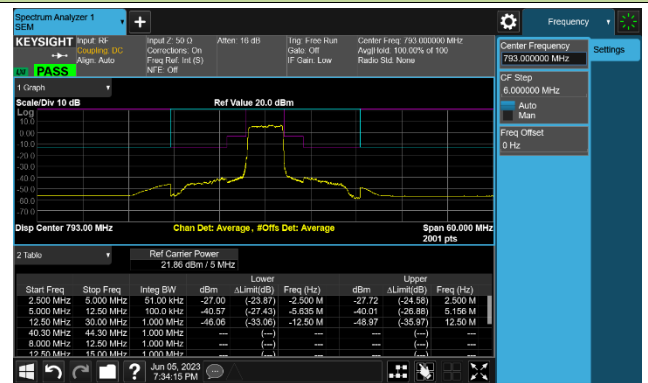 Spectrum Analyzer 1
SEM
Frequency
KEYSIGHT
Input: RF
Coupling: DC
Align: Auto
Input Z: 50 Ω
Corrections: On
Freq Ref: Int (S)
NFE: Off
Atten: 16 dB
Trig: Free Run
Gate: Off
IF Gain: Low
Center Freq: 793.000000 MHz
Avg|Hold: 100.00% of 100
Radio Std: None
PASS
Center Frequency
793.000000 MHz
Settings
CF Step
6.000000 MHz
Auto
Man
Freq Offset
0 Hz
1 Graph
Scale/Div 10 dB
Ref Value 20.0 dBm
Log
10.0
0.00
-10.0
-20.0
-30.0
-40.0
-50.0
-60.0
-70.0
Disp Center 793.00 MHz
Chan Det: Average, #Offs Det: Average
Span 60.000 MHz
2001 pts
2 Table
Ref Carrier Power
21.86 dBm / 5 MHz
Lower Upper
Start Freq Stop Freq Integ BW dBm ΔLimit(dB) Freq (Hz) dBm ΔLimit(dB) Freq (Hz)
2.500 MHz 5.000 MHz 51.00 kHz -27.00 (-23.87) -2.500 M -27.72 (-24.58) 2.500 M
5.000 MHz 12.50 MHz 100.0 kHz -40.57 (-27.43) -5.635 M -40.01 (-26.88) 5.156 M
12.50 MHz 30.00 MHz 1.000 MHz -46.06 (-33.06) -12.50 M -48.97 (-35.97) 12.50 M
40.30 MHz 44.30 MHz 1.000 MHz --- (---) --- --- (---) ---
8.000 MHz 12.50 MHz 1.000 MHz --- (---) --- --- (---) ---
12.50 MHz 15.00 MHz 1.000 MHz --- (---) --- --- (---) ---
?
Jun 05, 2023
7:34:15 PM